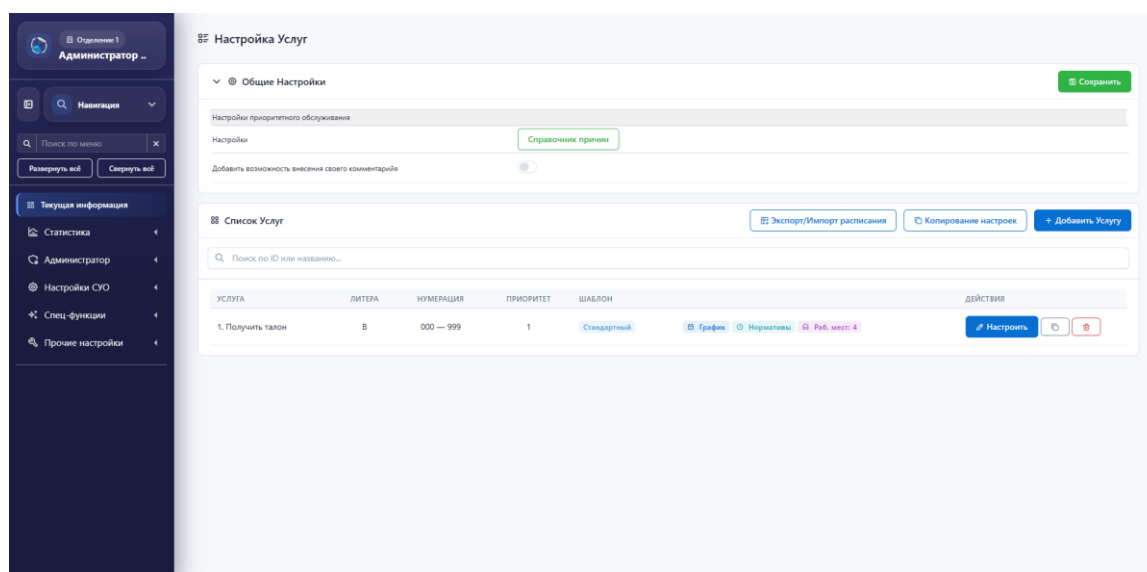 Отделение 1
Администратор ..
Навигация
Поиск по меню
Развернуть всё Свернуть всё
Текущая информация
Статистика
Администратор
Настройки СУО
Спец-функции
Прочие настройки
Настройка Услуг
Общие Настройки Сохранить
Настройки приоритетного обслуживания
Настройки Справочник причин
Добавить возможность внесения своего комментария
Список Услуг Экспорт/Импорт расписания Копирование настроек + Добавить Услугу
Поиск по ID или названию...
УСЛУГА ЛИТЕРА НУМЕРАЦИЯ ПРИОРИТЕТ ШАБЛОН ДЕЙСТВИЯ
1. Получить талон В 000 — 999 1 Стандартный График Нормативы Раб. мест: 4 Настроить